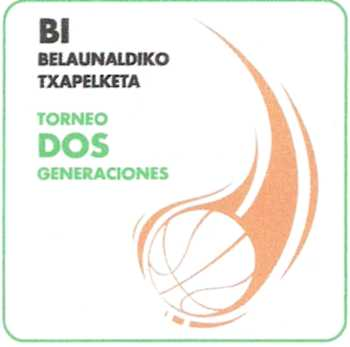 BI
BELAUNALDIKO
TXAPELKETA
TORNEO
DOS
GENERACIONES